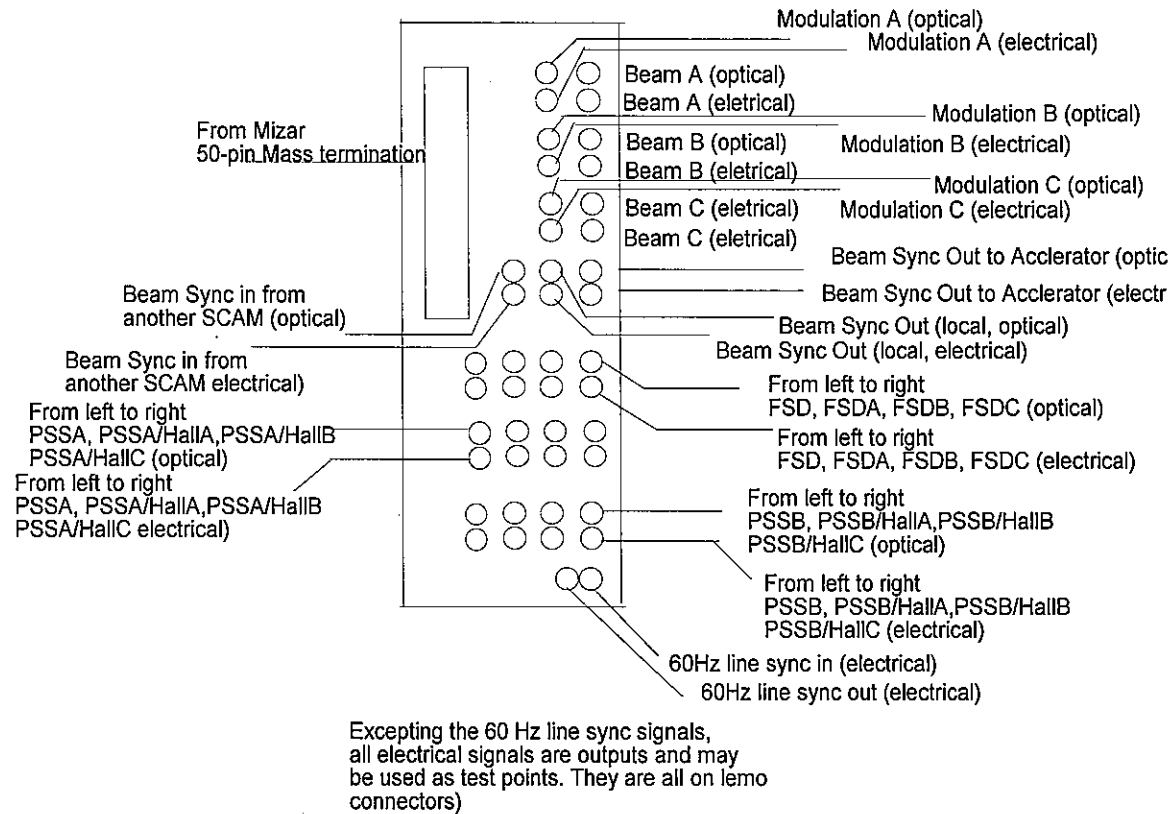 Modulation A (optical)
Modulation A (electrical)
Beam A (optical)
Beam A (eletrical)
From Mizar
50-pin Mass termination
Modulation B (optical)
Beam B (optical)
Modulation B (electrical)
Beam B (eletrical)
Modulation C (optical)
Beam C (eletrical)
Modulation C (electrical)
Beam C (eletrical)
Beam Sync Out to Acclerator (optic
Beam Sync in from
another SCAM (optical)
Beam Sync Out to Acclerator (electr
Beam Sync Out (local, optical)
Beam Sync Out (local, electrical)
Beam Sync in from
another SCAM electrical)
From left to right
FSD, FSDA, FSDB, FSDC (optical)
From left to right
PSSA, PSSA/HallA,PSSA/HallB
PSSA/HallC (optical)
From left to right
FSD, FSDA, FSDB, FSDC (electrical)
From left to right
PSSA, PSSA/HallA,PSSA/HallB
PSSA/HallC electrical)
From left to right
PSSB, PSSB/HallA,PSSB/HallB
PSSB/HallC (optical)
From left to right
PSSB, PSSB/HallA,PSSB/HallB
PSSB/HallC (electrical)
60Hz line sync in (electrical)
60Hz line sync out (electrical)
Excepting the 60 Hz line sync signals,
all electrical signals are outputs and may
be used as test points. They are all on lemo
connectors)